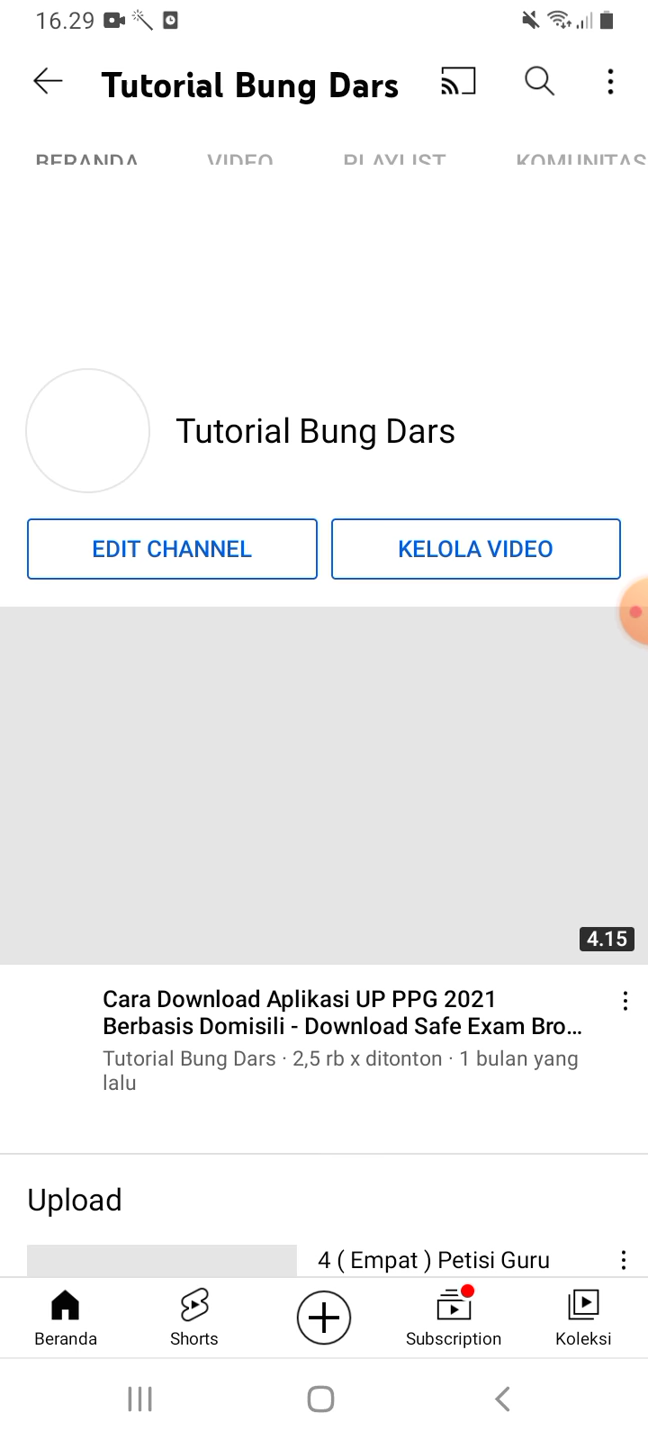 16.29
Tutorial Bung Dars
BERANDA VIDEO PLAYLIST KOMUNITAS
Tutorial Bung Dars
EDIT CHANNEL KELOLA VIDEO
4.15
Cara Download Aplikasi UP PPG 2021
Berbasis Domisili - Download Safe Exam Bro...
Tutorial Bung Dars · 2,5 rb x ditonton · 1 bulan yang
lalu
Upload
4 ( Empat ) Petisi Guru
Beranda Shorts Subscription Koleksi